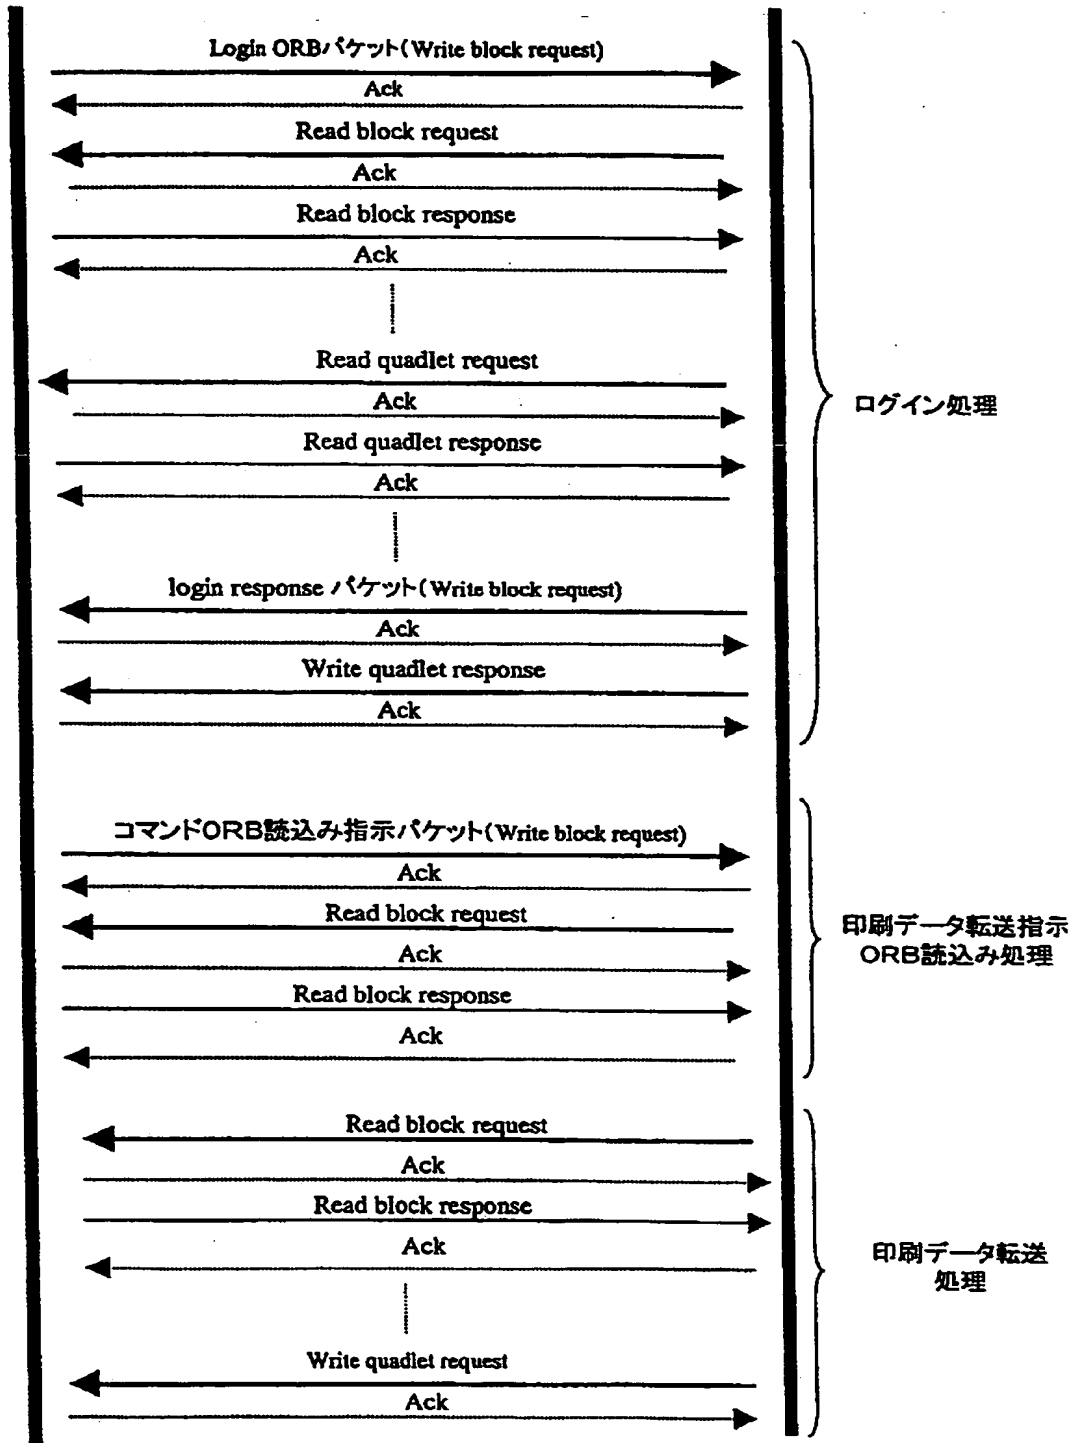 Login ORBパケット(Write block request)
Ack
Read block request
Ack
Read block response
Ack
Read quadlet request
Ack
ログイン処理
Read quadlet response
Ack
login response パケット(Write block request)
Ack
Write quadlet response
Ack
コマンドORB読込み指示パケット(Write block request)
Ack
Read block request
印刷データ転送指示
ORB読込み処理
Ack
Read block response
Ack
Read block request
Ack
Read block response
Ack
印刷データ転送
処理
Write quadlet request
Ack